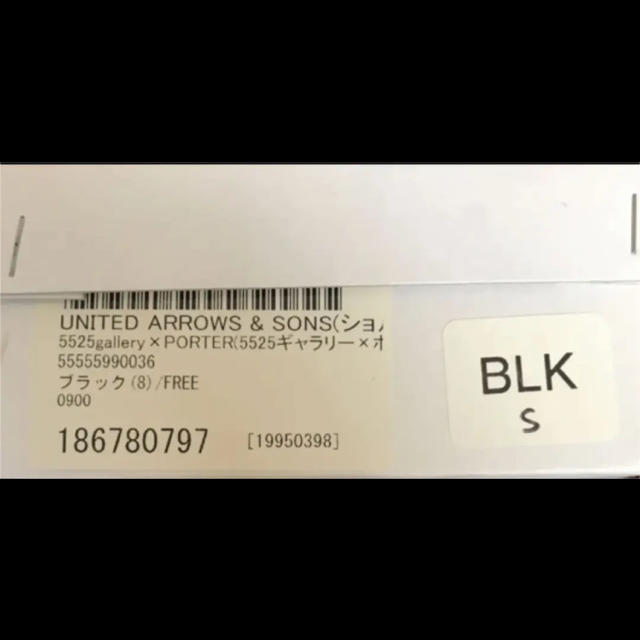 UNITED ARROWS & SONS(ショ
5525gallery×PORTER(5525ギャラリー×ポ
55555990036
ブラック(8)/FREE
0900
186780797 [19950398]
BLK
S